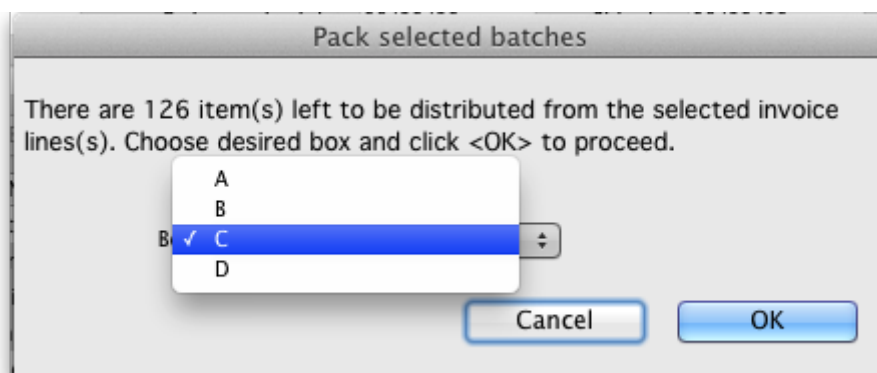 Pack selected batches
There are 126 item(s) left to be distributed from the selected invoice
lines(s). Choose desired box and click <OK> to proceed.
A
B
✓ C
D
Cancel OK